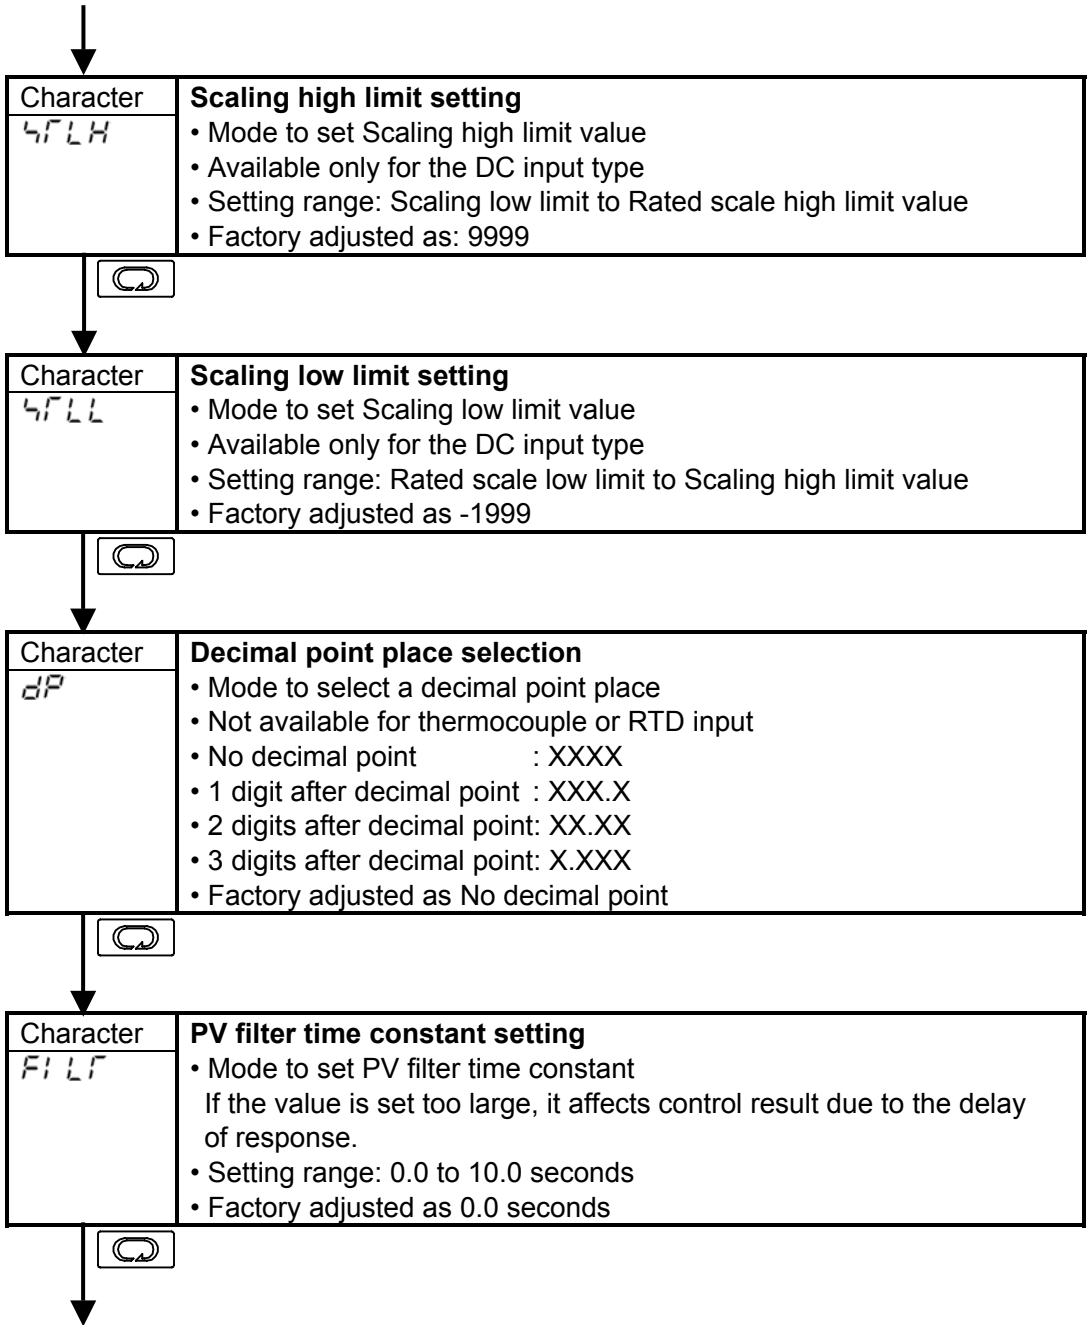 Character
Scaling high limit setting
ㄣΓLH
• Mode to set Scaling high limit value
• Available only for the DC input type
• Setting range: Scaling low limit to Rated scale high limit value
• Factory adjusted as: 9999
Character
Scaling low limit setting
ㄣΓLL
• Mode to set Scaling low limit value
• Available only for the DC input type
• Setting range: Rated scale low limit to Scaling high limit value
• Factory adjusted as -1999
Character
Decimal point place selection
dP
• Mode to select a decimal point place
• Not available for thermocouple or RTD input
• No decimal point : XXXX
• 1 digit after decimal point : XXX.X
• 2 digits after decimal point: XX.XX
• 3 digits after decimal point: X.XXX
• Factory adjusted as No decimal point
Character
PV filter time constant setting
FILΓ
• Mode to set PV filter time constant
If the value is set too large, it affects control result due to the delay
of response.
• Setting range: 0.0 to 10.0 seconds
• Factory adjusted as 0.0 seconds